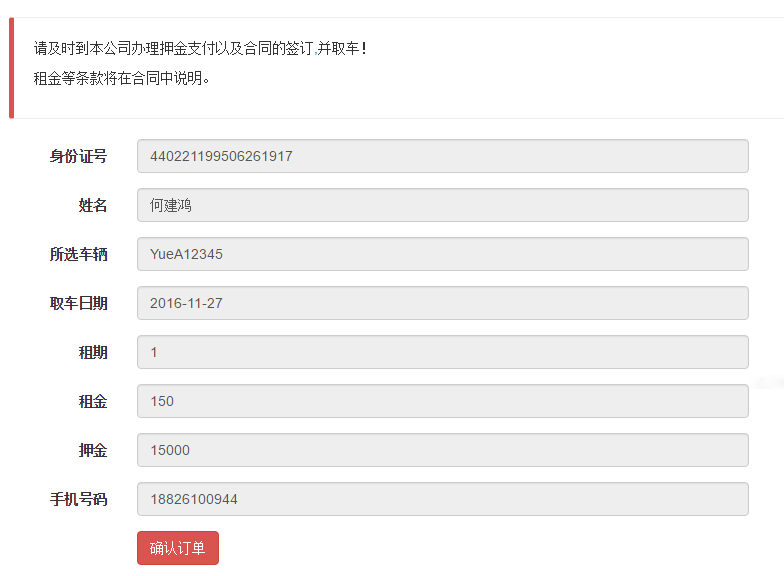 请及时到本公司办理押金支付以及合同的签订,并取车！
租金等条款将在合同中说明。
身份证号 440221199506261917
姓名 何建鸿
所选车辆 YueA12345
取车日期 2016-11-27
租期 1
租金 150
押金 15000
手机号码 18826100944
确认订单